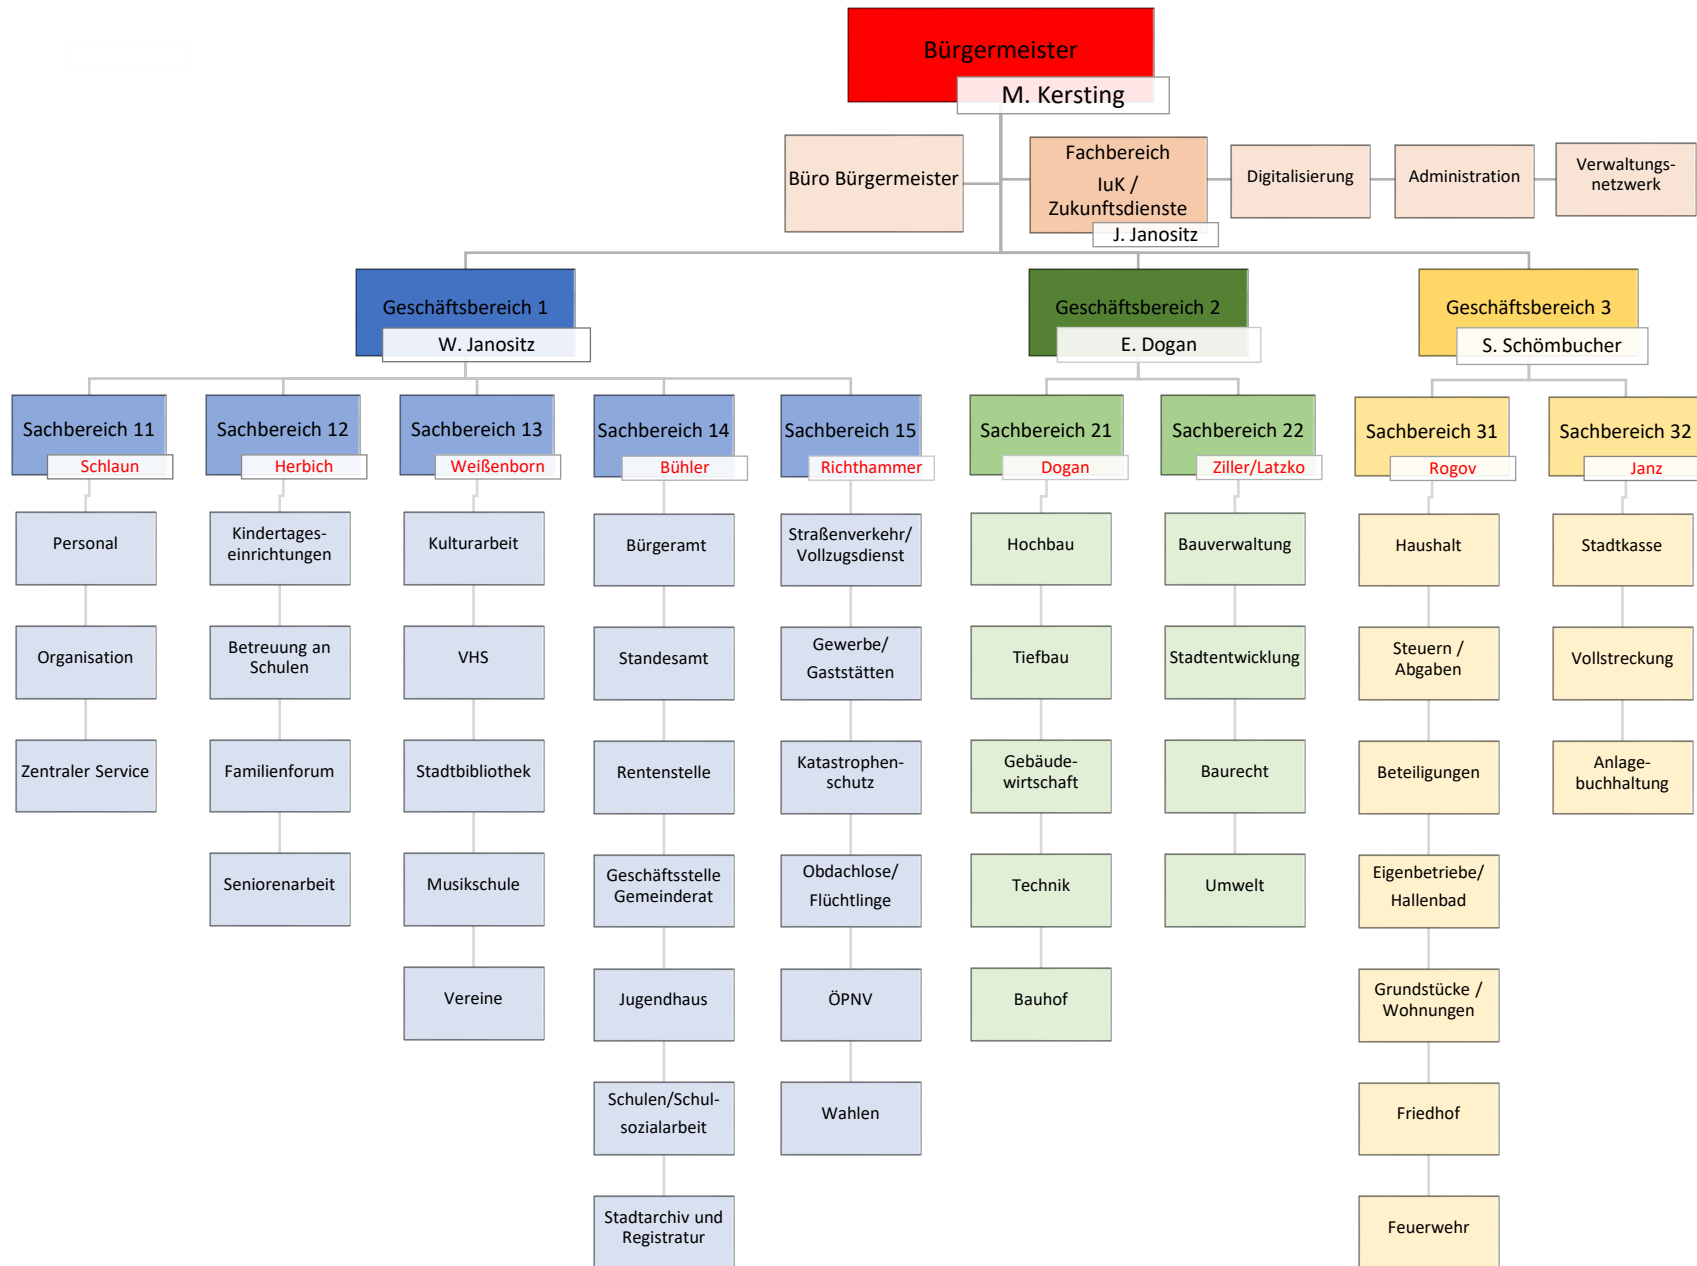 Bürgermeister
M. Kersting
Büro Bürgermeister
Fachbereich
IuK /
Zukunftsdienste
J. Janositz
Digitalisierung
Administration
Verwaltungs-
netzwerk
Geschäftsbereich 1
W. Janositz
Geschäftsbereich 2
E. Dogan
Geschäftsbereich 3
S. Schömbucher
Sachbereich 11
Schlaun
Personal
Organisation
Zentraler Service
Sachbereich 12
Herbich
Kindertages-
einrichtungen
Betreuung an
Schulen
Familienforum
Seniorenarbeit
Sachbereich 13
Weißenborn
Kulturarbeit
VHS
Stadtbibliothek
Musikschule
Vereine
Sachbereich 14
Bühler
Bürgeramt
Standesamt
Rentenstelle
Geschäftsstelle
Gemeinderat
Jugendhaus
Schulen/Schul-
sozialarbeit
Stadtarchiv und
Registratur
Sachbereich 15
Richthammer
Straßenverkehr/
Vollzugsdienst
Gewerbe/
Gaststätten
Katastrophen-
schutz
Obdachlose/
Flüchtlinge
ÖPNV
Wahlen
Sachbereich 21
Dogan
Hochbau
Tiefbau
Gebäude-
wirtschaft
Technik
Bauhof
Sachbereich 22
Ziller/Latzko
Bauverwaltung
Stadtentwicklung
Baurecht
Umwelt
Sachbereich 31
Rogov
Haushalt
Steuern /
Abgaben
Beteiligungen
Eigenbetriebe/
Hallenbad
Grundstücke /
Wohnungen
Friedhof
Feuerwehr
Sachbereich 32
Janz
Stadtkasse
Vollstreckung
Anlage-
buchhaltung